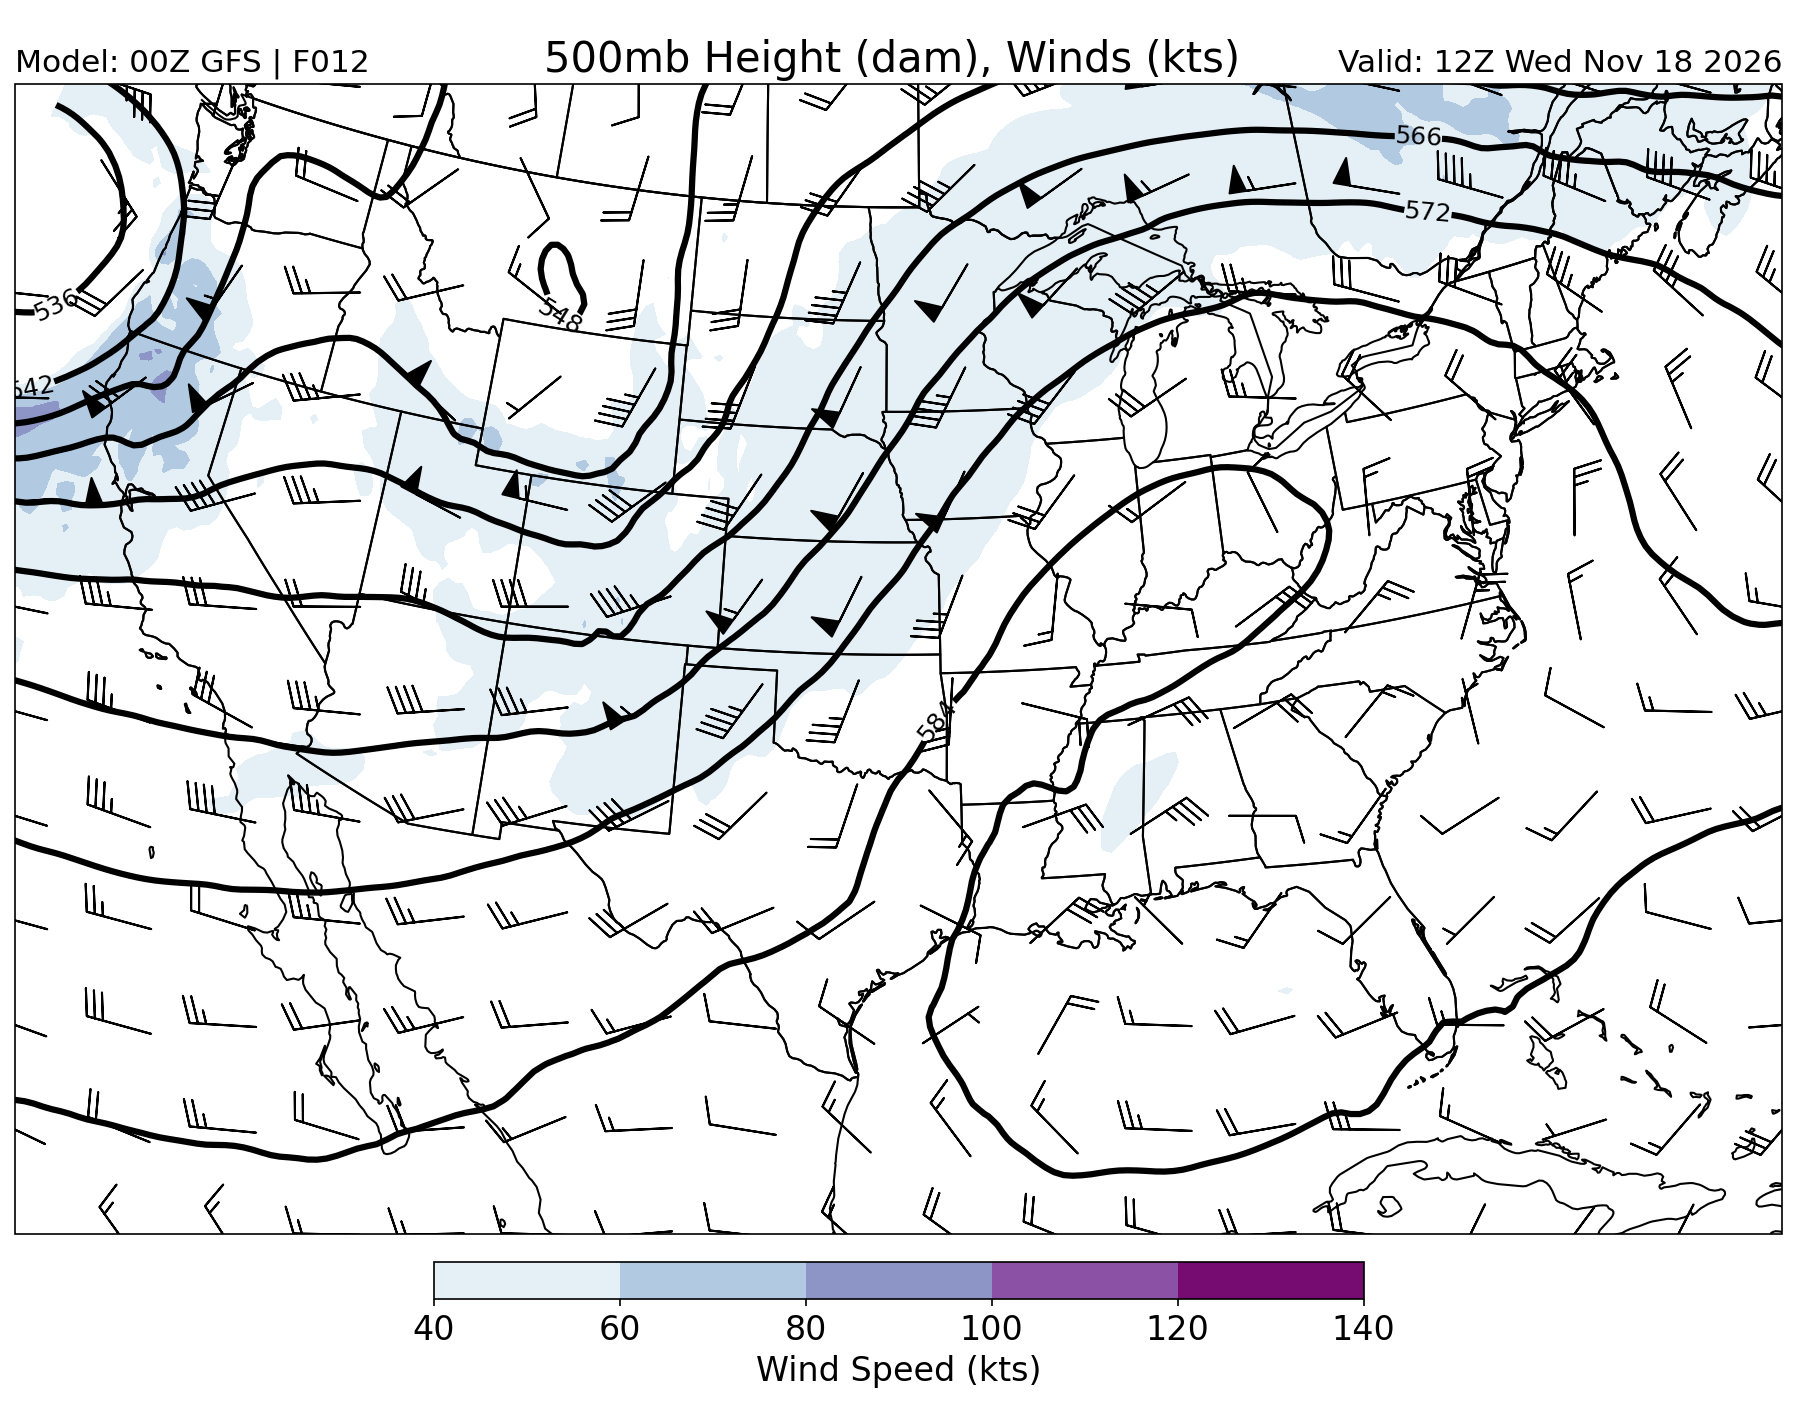 Model: 00Z GFS | F012
500mb Height (dam), Winds (kts)
Valid: 12Z Wed Nov 18 2026
566
572
536
548
542
584
40 60 80 100 120 140
Wind Speed (kts)